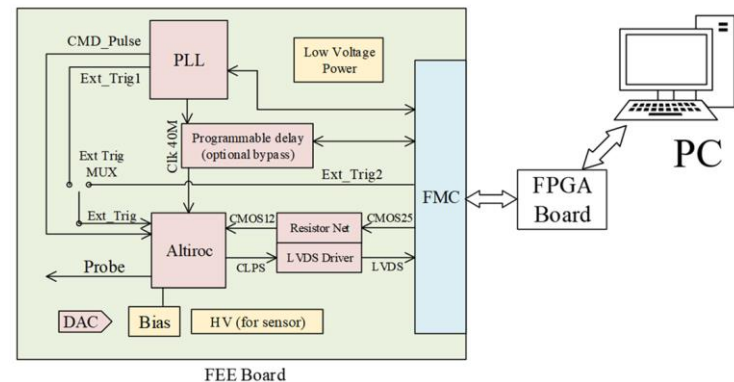 CMD_Pulse
PLL
Low Voltage
Power
Ext_Trig1
Clk 40M
Programmable delay
(optional bypass)
Ext Trig
MUX
Ext_Trig2
FMC
FPGA
Board
PC
Ext_Trig
Altiroc
CMOS12
Resistor Net
CMOS25
CLPS
LVDS Driver
LVDS
Probe
DAC
Bias
HV (for sensor)
FEE Board